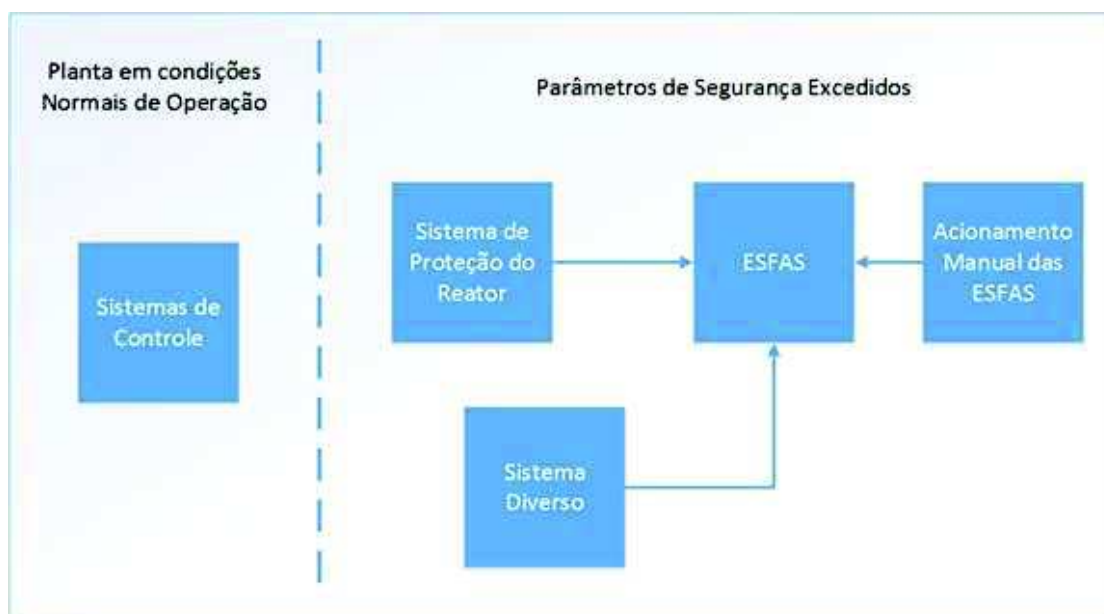 Planta em condições
Normais de Operação
Parâmetros de Segurança Excedidos
Sistemas de
Controle
Sistema de
Proteção do
Reator
ESFAS
Acionamento
Manual das
ESFAS
Sistema
Diverso